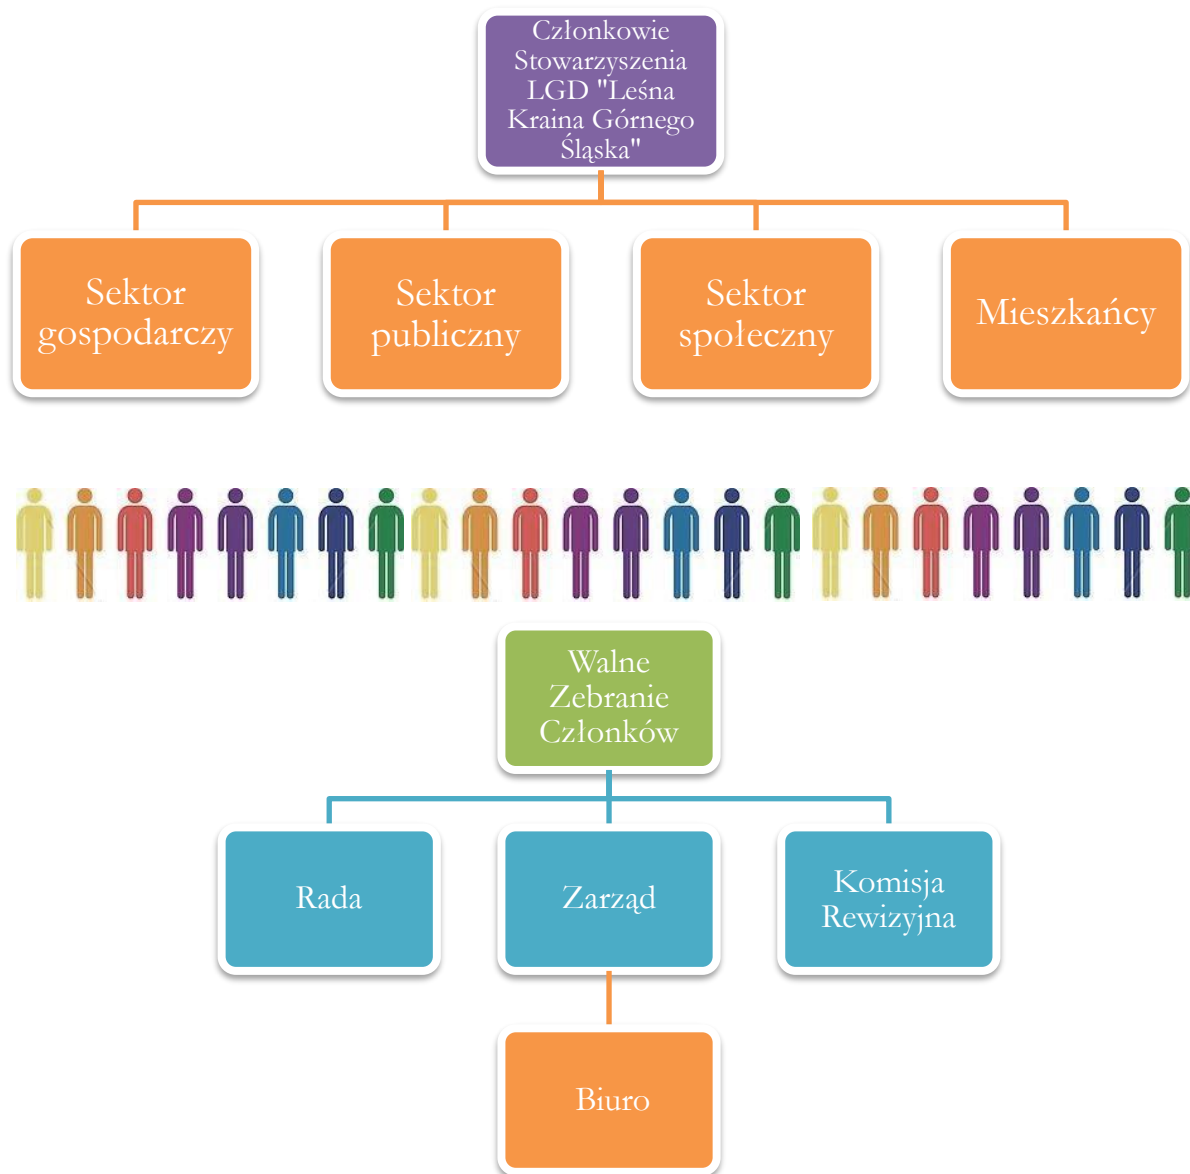 Członkowie
Stowarzyszenia
LGD "Leśna
Kraina Górnego
Śląska"
Sektor
gospodarczy
Sektor
publiczny
Sektor
społeczny
Mieszkańcy
Walne
Zebranie
Członków
Rada
Zarząd
Komisja
Rewizyjna
Biuro